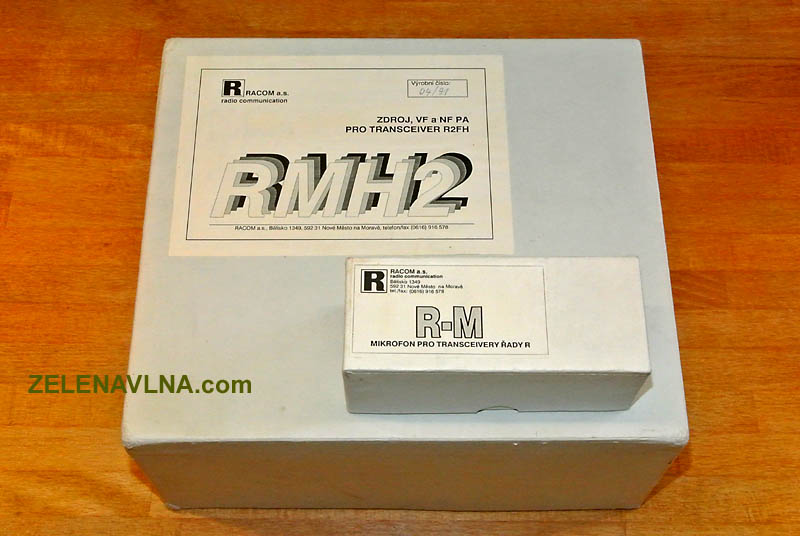 R RACOM a.s.
radio communication
Výrobní číslo:
04/91
ZDROJ, VF a NF PA
PRO TRANSCEIVER R2FH
RMH2
RACOM a.s., Bělisko 1349, 592 31 Nové Město na Moravě, telefon/fax (0616) 916 578
R RACOM a.s.
radio communication
Bělisko 1349
592 31 Nové Město na Moravě
tel./fax: (0616) 916 578
R-M
MIKROFON PRO TRANSCEIVERY ŘADY R
ZELENAVLNA.com